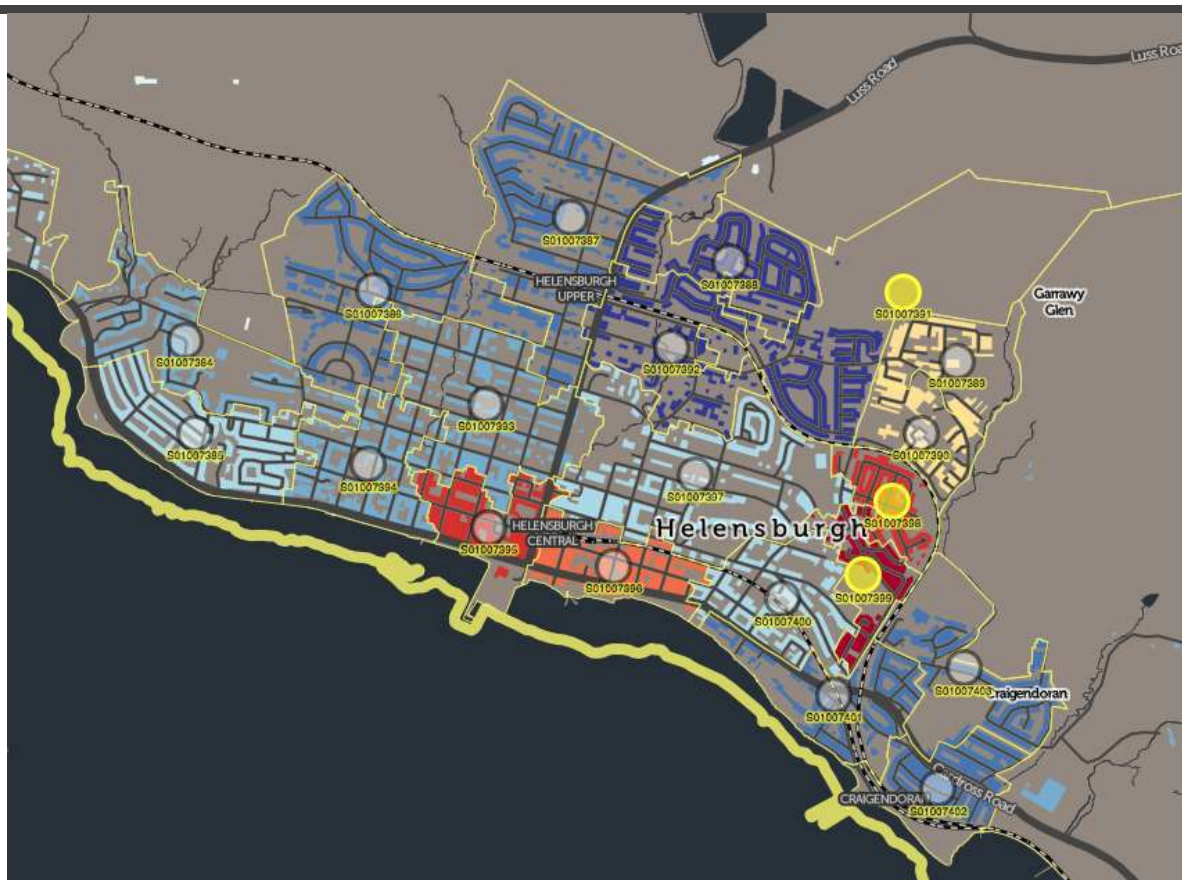 Luss Road
Luss Road
S01007387
HELENSBURGH
UPPER
S01007388
S01007391
Garrawy
Glen
S01007386
S01007384
S01007392
S01007389
S01007393
S01007385
S01007390
S01007394
S01007397
S01007398
Helensburgh
HELENSBURGH
CENTRAL
S01007395
S01007396
S01007399
S01007400
S01007403
Craigendoran
S01007401
Cardross Road
CRAIGENDORAN
S01007402